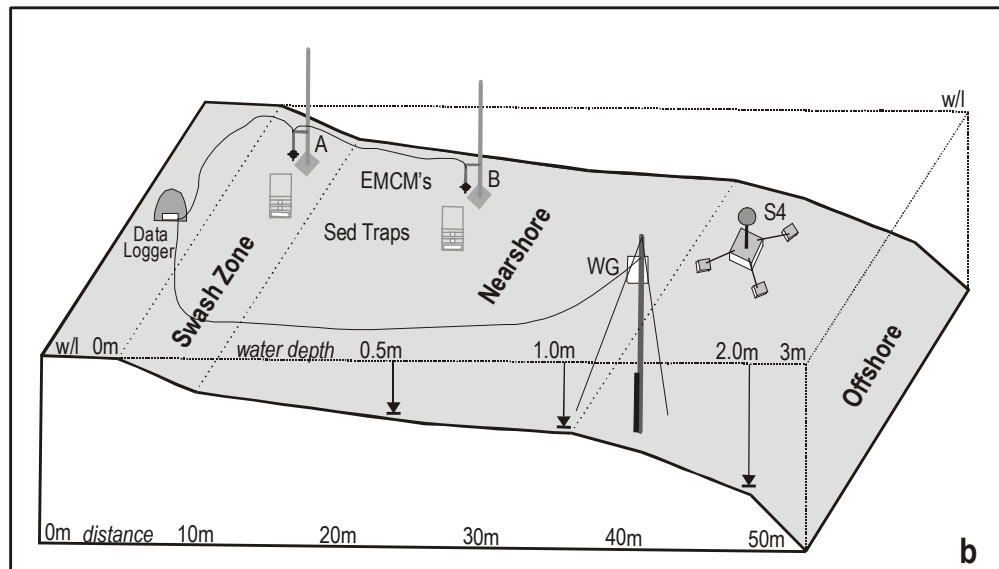 w/l
A
B
EMCM's
S4
Data
Logger
Sed Traps
Swash Zone
Nearshore
WG
Offshore
w/l 0m water depth 0.5m 1.0m 2.0m 3m
0m distance 10m 20m 30m 40m 50m
b